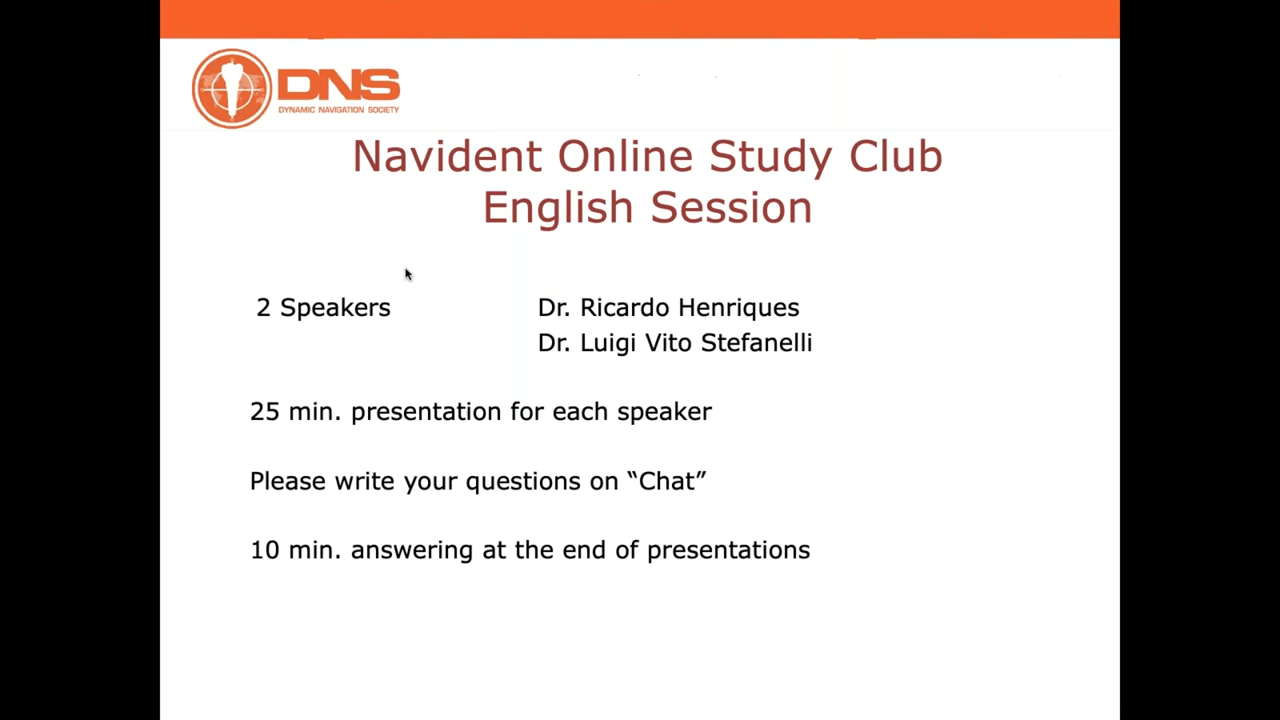 DNS
DYNAMIC NAVIGATION SOCIETY
Navident Online Study Club
English Session
2 Speakers Dr. Ricardo Henriques
Dr. Luigi Vito Stefanelli
25 min. presentation for each speaker
Please write your questions on “Chat”
10 min. answering at the end of presentations